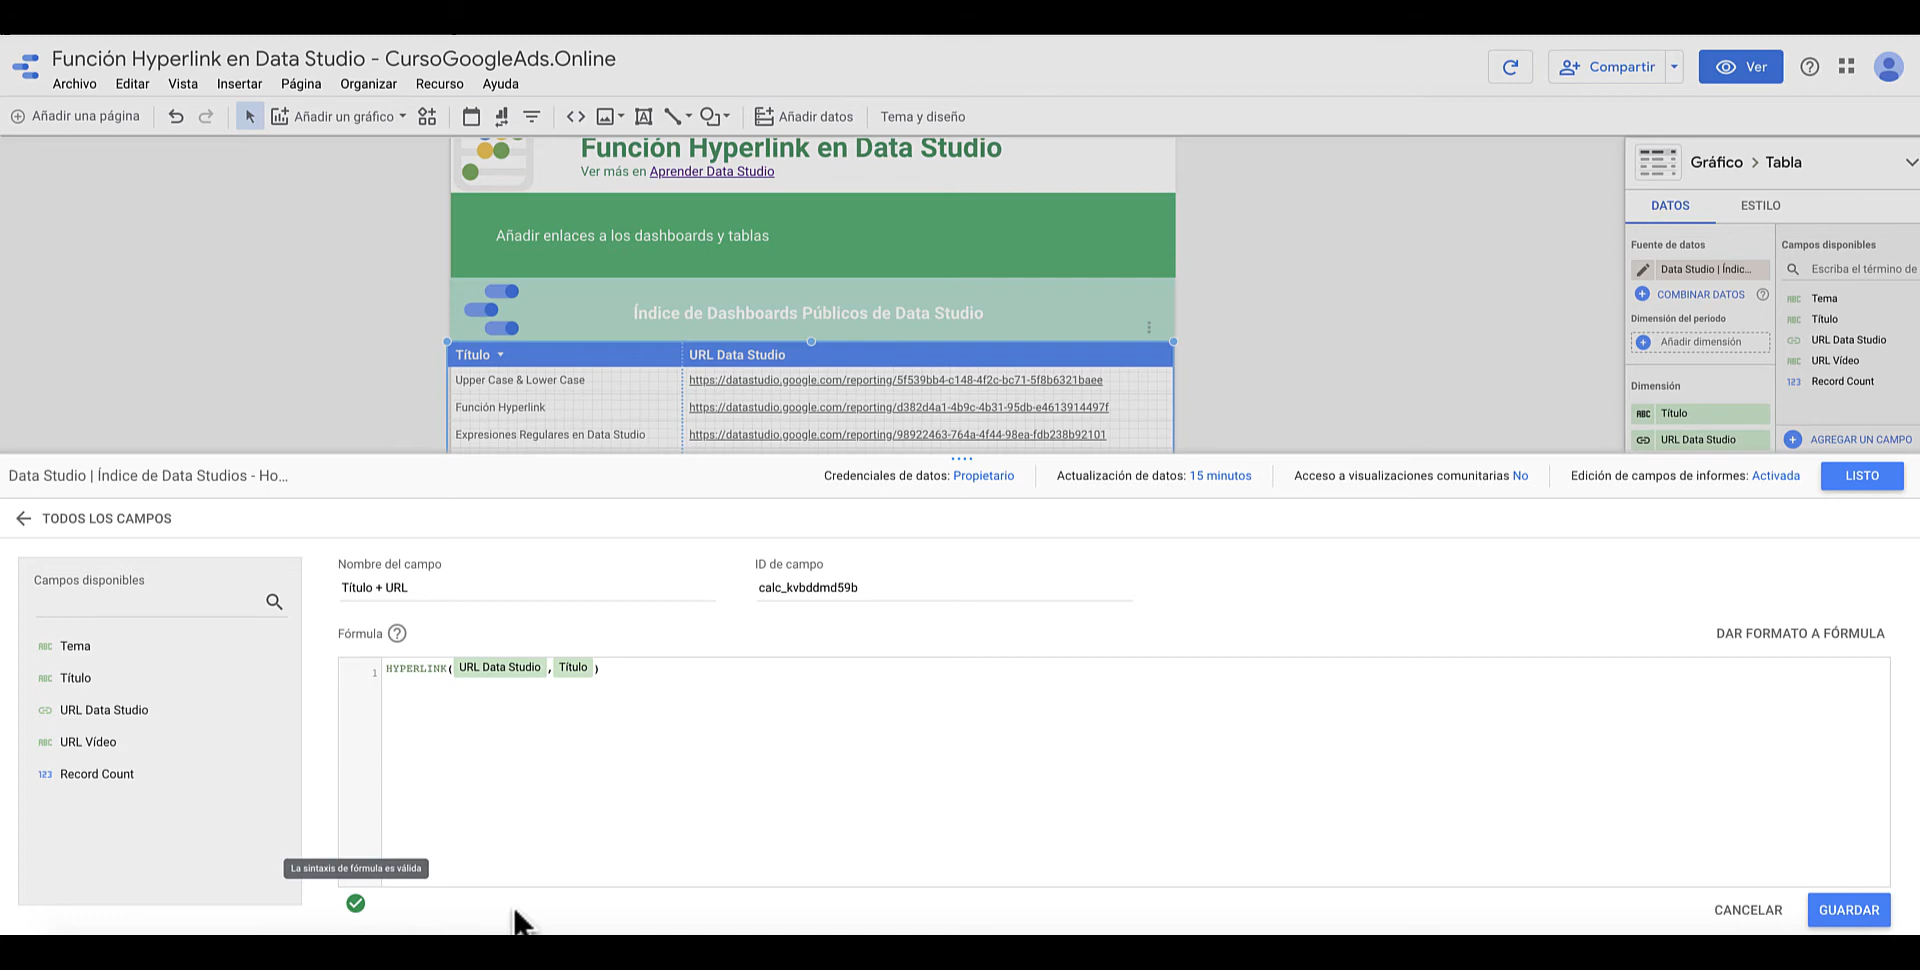 Función Hyperlink en Data Studio - CursoGoogleAds.Online
Archivo Editar Vista Insertar Página Organizar Recurso Ayuda
Compartir
Ver
Añadir una página
Añadir un gráfico
Añadir datos
Tema y diseño
Función Hyperlink en Data Studio
Ver más en Aprender Data Studio
Añadir enlaces a los dashboards y tablas
Índice de Dashboards Públicos de Data Studio
Título URL Data Studio
Upper Case & Lower Case https://datastudio.google.com/reporting/5f539bb4-c148-4f2c-bc71-5f8b6321baee
Función Hyperlink https://datastudio.google.com/reporting/d382d4a1-4b9c-4b31-95db-e4613914497f
Expresiones Regulares en Data Studio https://datastudio.google.com/reporting/98922463-764a-4f44-98ea-fdb238b92101
Gráfico > Tabla
DATOS ESTILO
Fuente de datos
Data Studio | Índic...
COMBINAR DATOS
Dimensión del periodo
Añadir dimensión
Dimensión
ABC Título
URL Data Studio
Campos disponibles
Escriba el término de
ABC Tema
ABC Título
URL Data Studio
ABC URL Vídeo
123 Record Count
AGREGAR UN CAMPO
Data Studio | Índice de Data Studios - Ho...
Credenciales de datos: Propietario
Actualización de datos: 15 minutos
Acceso a visualizaciones comunitarias No
Edición de campos de informes: Activada
LISTO
TODOS LOS CAMPOS
Campos disponibles
ABC Tema
ABC Título
URL Data Studio
ABC URL Vídeo
123 Record Count
Nombre del campo
Título + URL
ID de campo
calc_kvbddmd59b
Fórmula
DAR FORMATO A FÓRMULA
1 HYPERLINK( URL Data Studio , Título )
La sintaxis de fórmula es válida
CANCELAR
GUARDAR